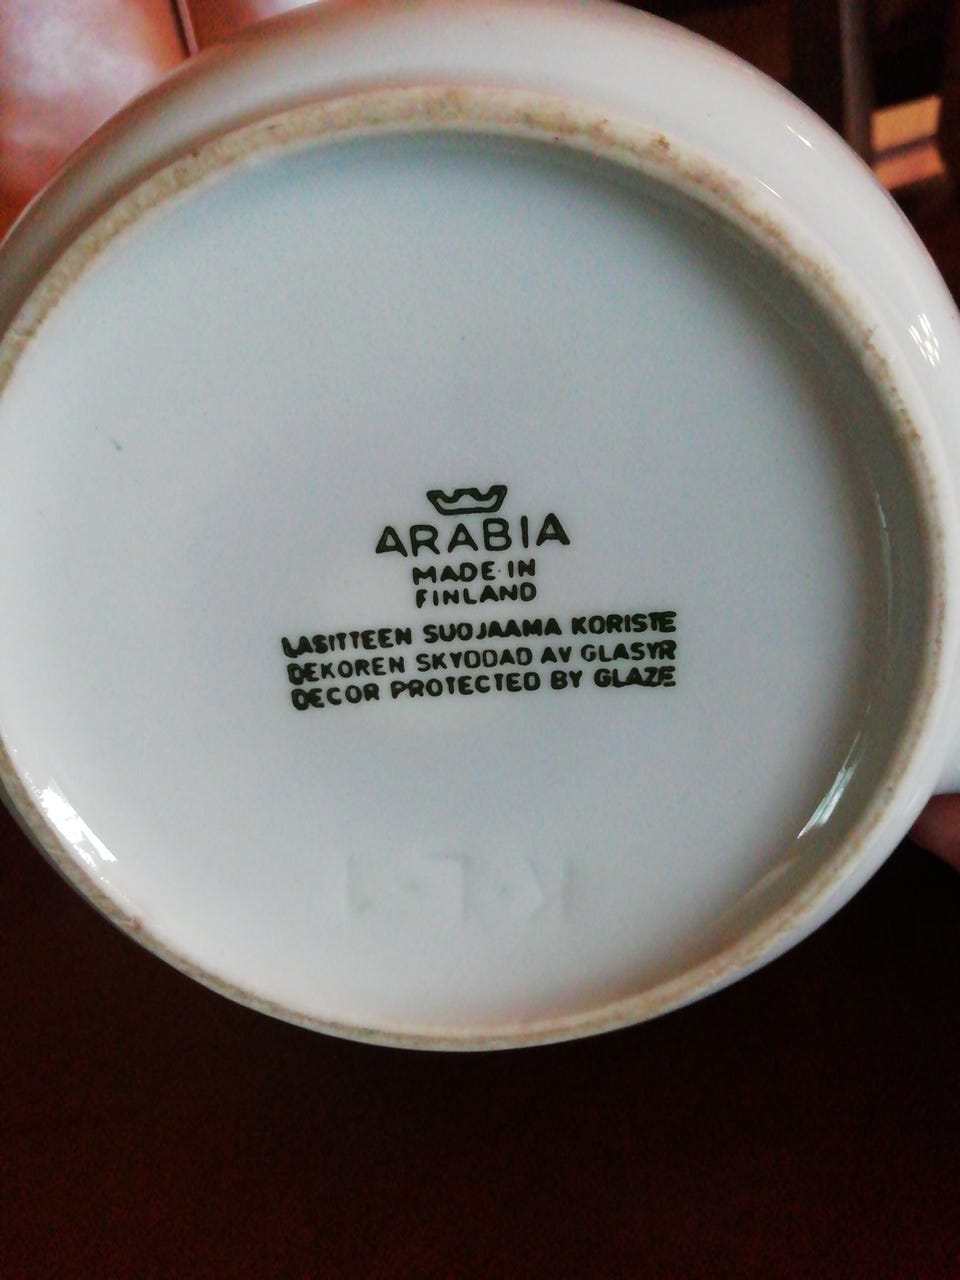 ARABIA
MADE IN
FINLAND
LASITTEEN SUOJAAMA KORISTE
DEKOREN SKYDDAD AV GLASYR
DECOR PROTECTED BY GLAZE